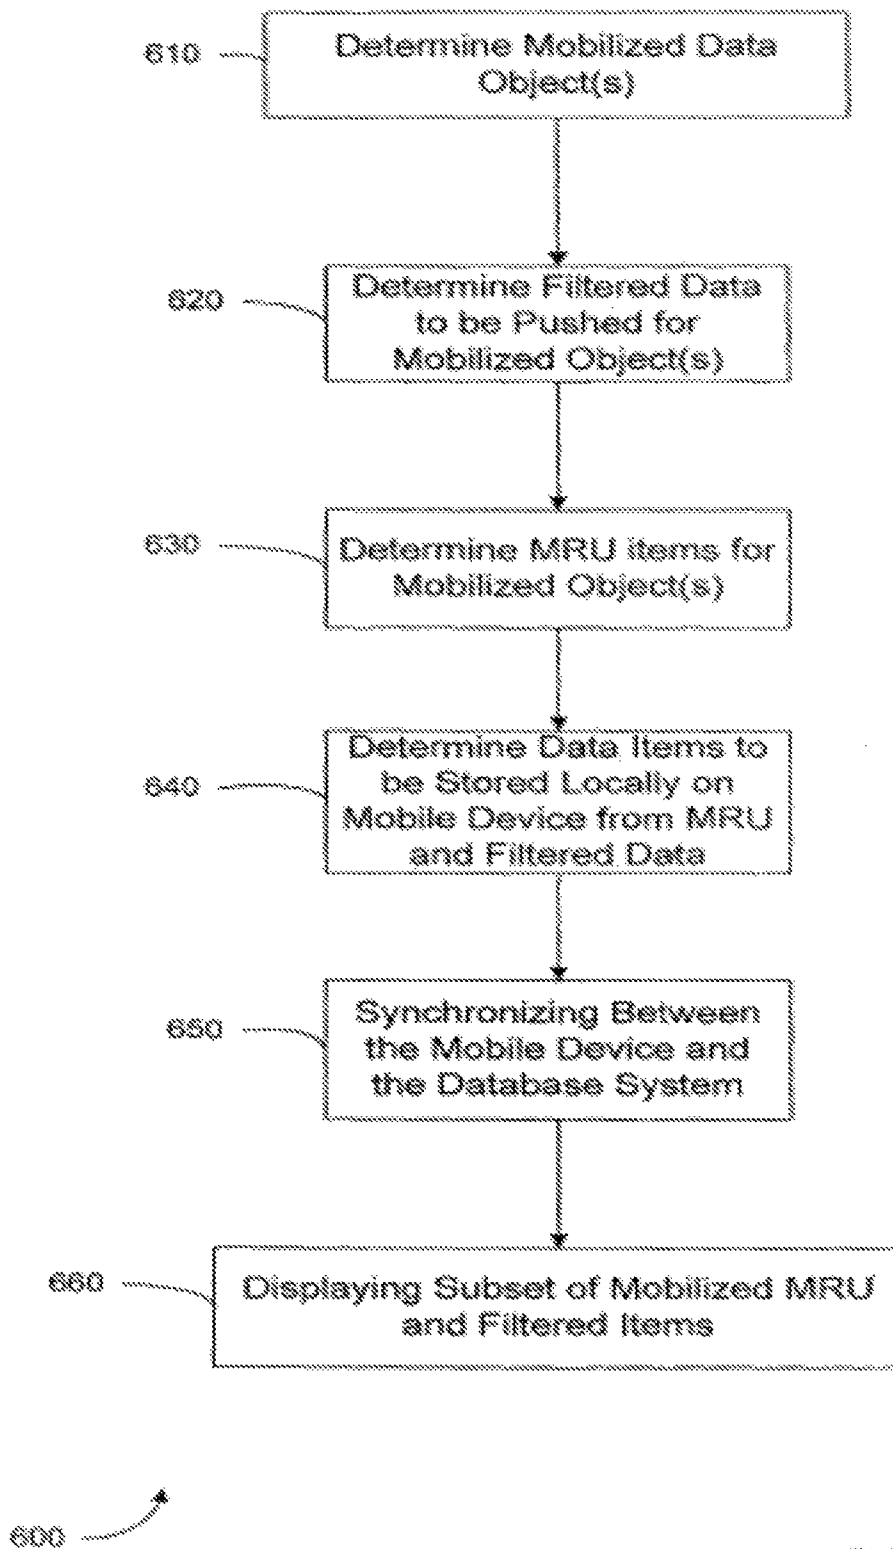 610
Determine Mobilized Data
Object(s)
620
Determine Filtered Data
to be Pushed for
Mobilized Object(s)
630
Determine MRU items for
Mobilized Object(s)
640
Determine Data Items to
be Stored Locally on
Mobile Device from MRU
and Filtered Data
650
Synchronizing Between
the Mobile Device and
the Database System
660
Displaying Subset of Mobilized MRU
and Filtered Items
600